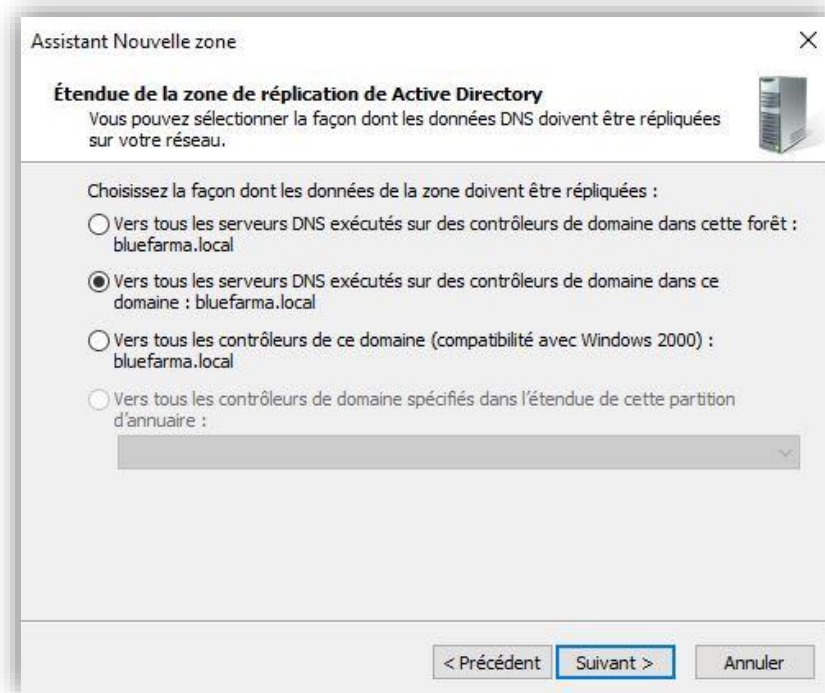 Assistant Nouvelle zone
Étendue de la zone de réplication de Active Directory
Vous pouvez sélectionner la façon dont les données DNS doivent être répliquées
sur votre réseau.
Choisissez la façon dont les données de la zone doivent être répliquées :
Vers tous les serveurs DNS exécutés sur des contrôleurs de domaine dans cette forêt :
bluefarma.local
Vers tous les serveurs DNS exécutés sur des contrôleurs de domaine dans ce
domaine : bluefarma.local
Vers tous les contrôleurs de ce domaine (compatibilité avec Windows 2000) :
bluefarma.local
Vers tous les contrôleurs de domaine spécifiés dans l'étendue de cette partition
d'annuaire :
< Précédent Suivant > Annuler